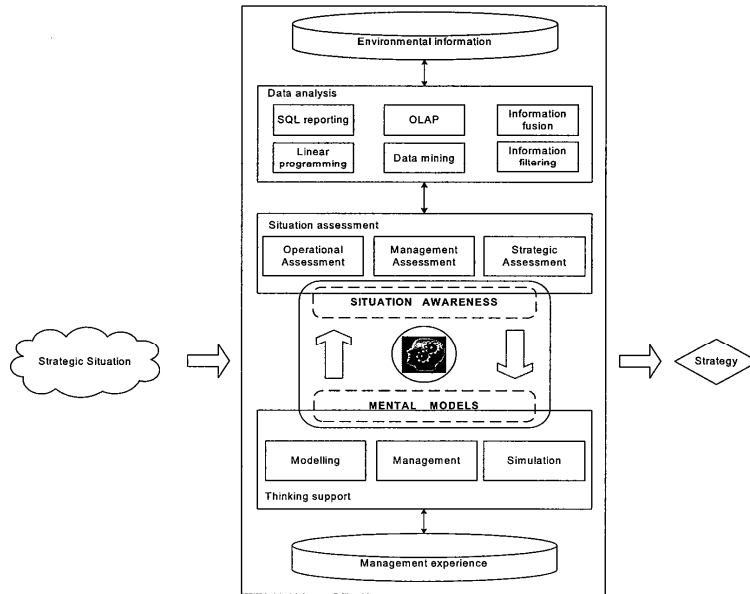 Environmental information
Data analysis
SQL reporting
OLAP
Information
fusion
Linear
programming
Data mining
Information
filtering
Situation assessment
Operational
Assessment
Management
Assessment
Strategic
Assessment
SITUATION AWARENESS
Strategic Situation
Strategy
MENTAL MODELS
Modelling
Management
Simulation
Thinking support
Management experience